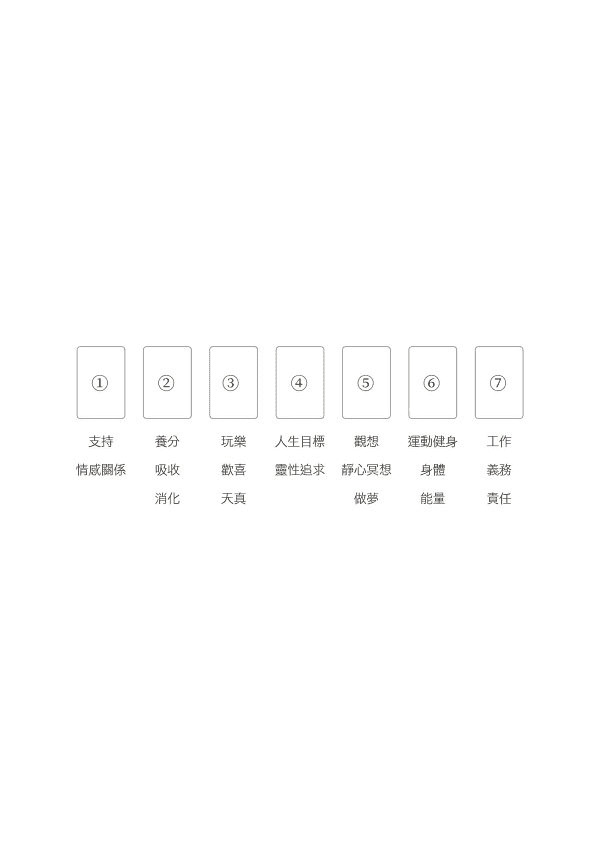 ① ② ③ ④ ⑤ ⑥ ⑦
支持 養分 玩樂 人生目標 觀想 運動健身 工作
情感關係 吸收 歡喜 靈性追求 靜心冥想 身體 義務
消化 天真 做夢 能量 責任